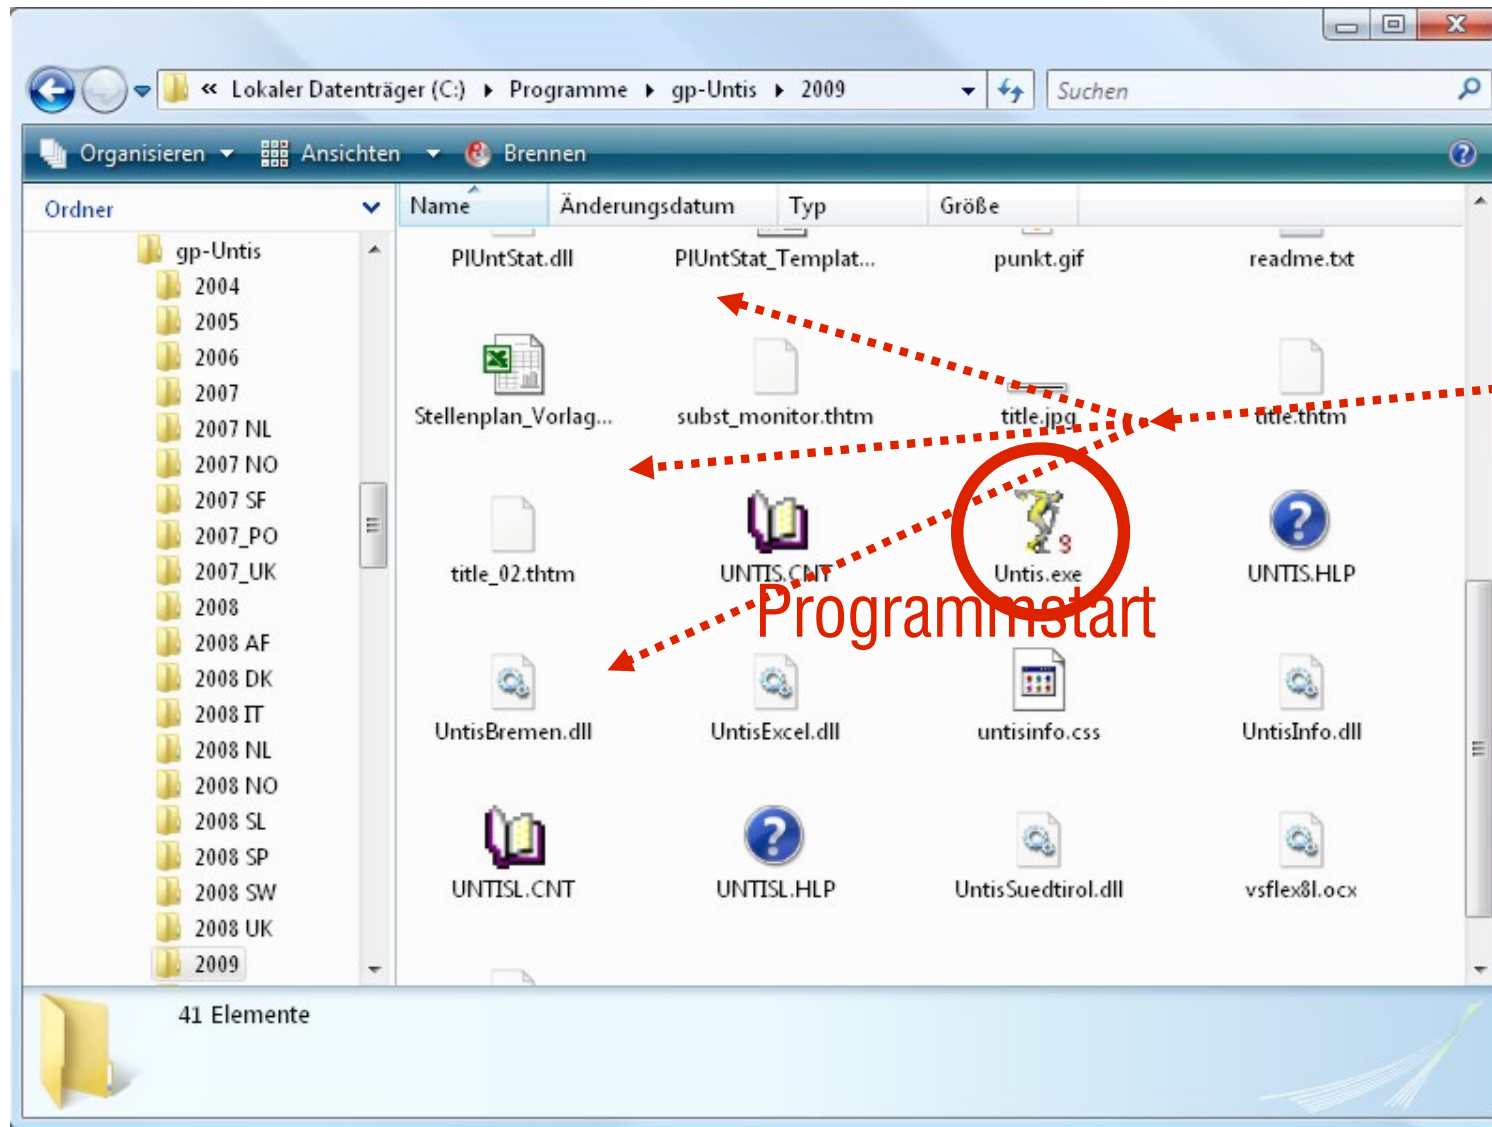 « Lokaler Datenträger (C:) ▸ Programme ▸ gp-Untis ▸ 2009
Suchen
Organisieren
Ansichten
Brennen
Ordner
Name
Änderungsdatum
Typ
Größe
gp-Untis
2004
2005
2006
2007
2007 NL
2007 NO
2007 SF
2007_PO
2007_UK
2008
2008 AF
2008 DK
2008 IT
2008 NL
2008 NO
2008 SL
2008 SP
2008 SW
2008 UK
2009
PlUntStat.dll
PlUntStat_Templat...
punkt.gif
readme.txt
Stellenplan_Vorlag...
subst_monitor.thtm
title.jpg
title.thtm
title_02.thtm
UNTIS.CNT
9
Untis.exe
UNTIS.HLP
Programmstart
UntisBremen.dll
UntisExcel.dll
untisinfo.css
UntisInfo.dll
UNTISL.CNT
UNTISL.HLP
UntisSuedtirol.dll
vsflex8l.ocx
41 Elemente